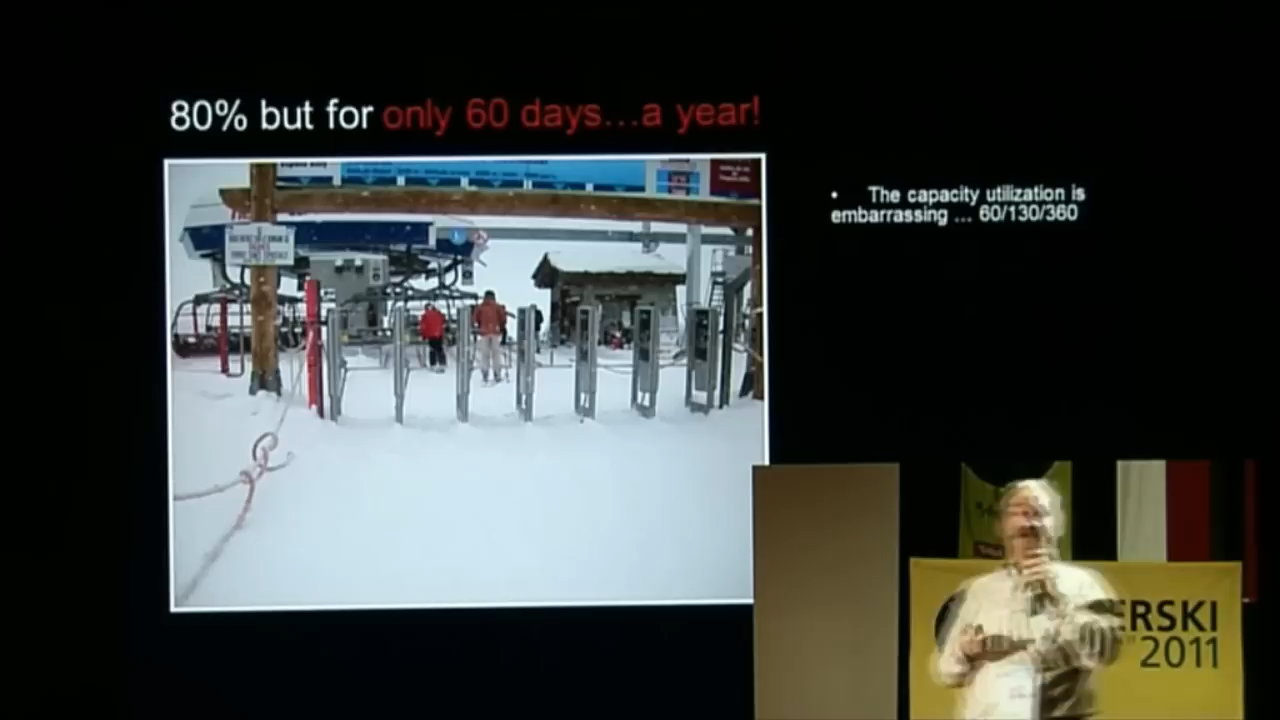 80% but for only 60 days...a year!
• The capacity utilization is
embarrassing ... 60/130/360
ERSKI
2011